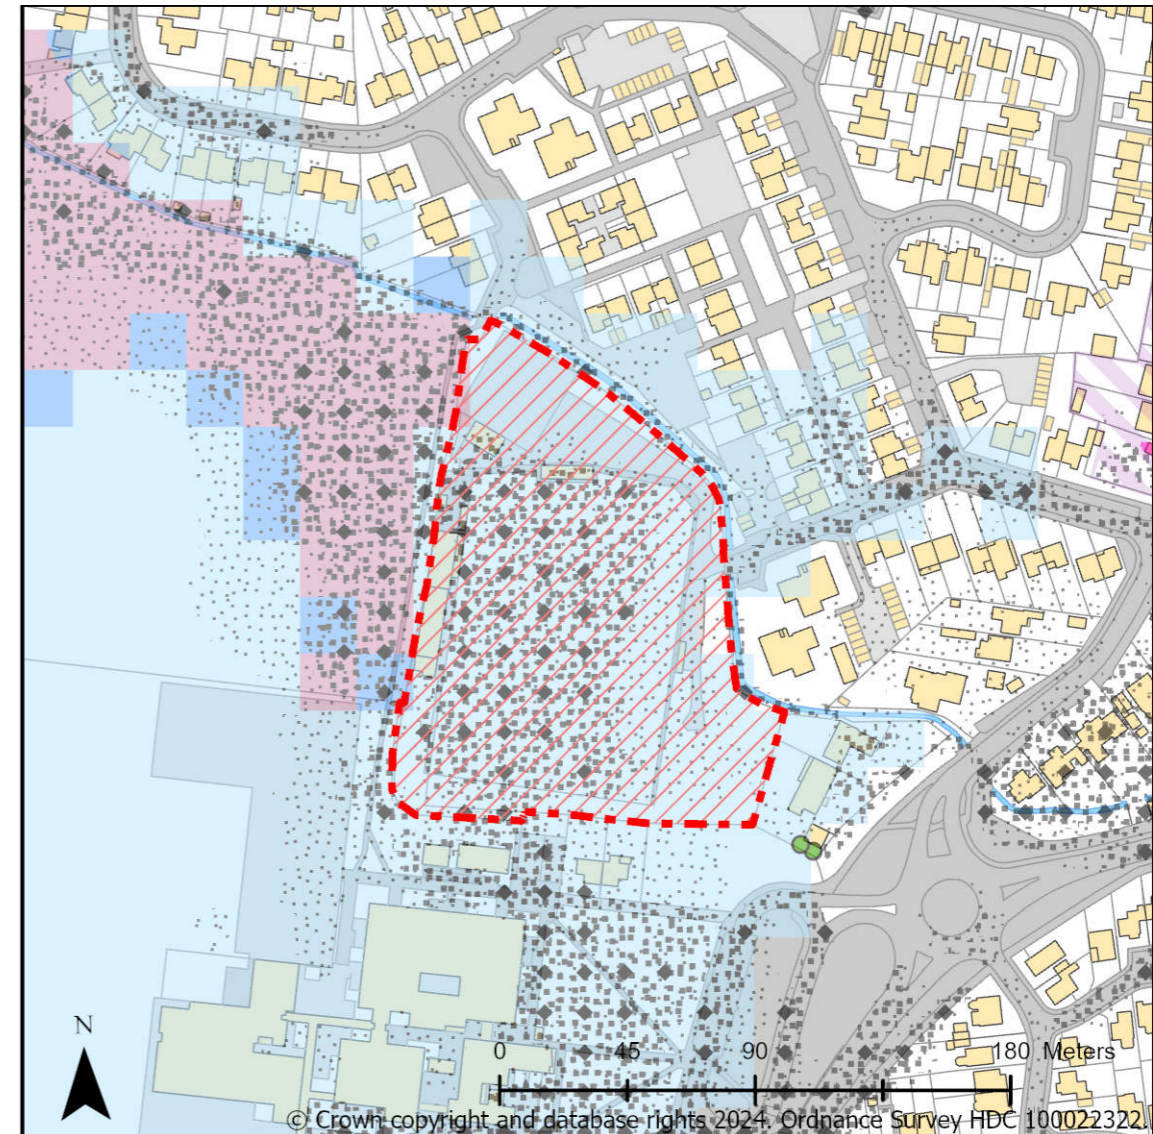 N
0 45 90 180 Meters
© Crown copyright and database rights 2024. Ordnance Survey HDC 100022322.